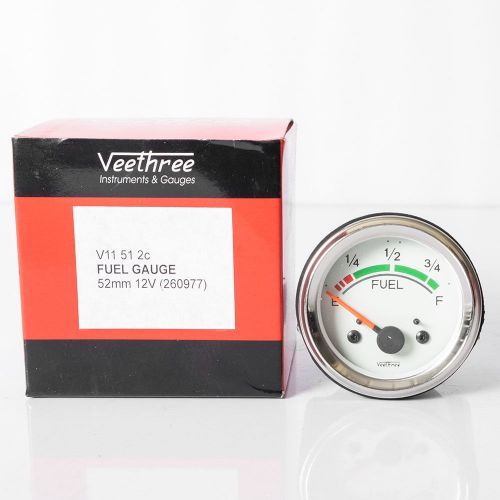 Veethree
Instruments & Gauges
V11 51 2c
FUEL GAUGE
52mm 12V (260977)
1/4 1/2 3/4
FUEL
E F
Veethree